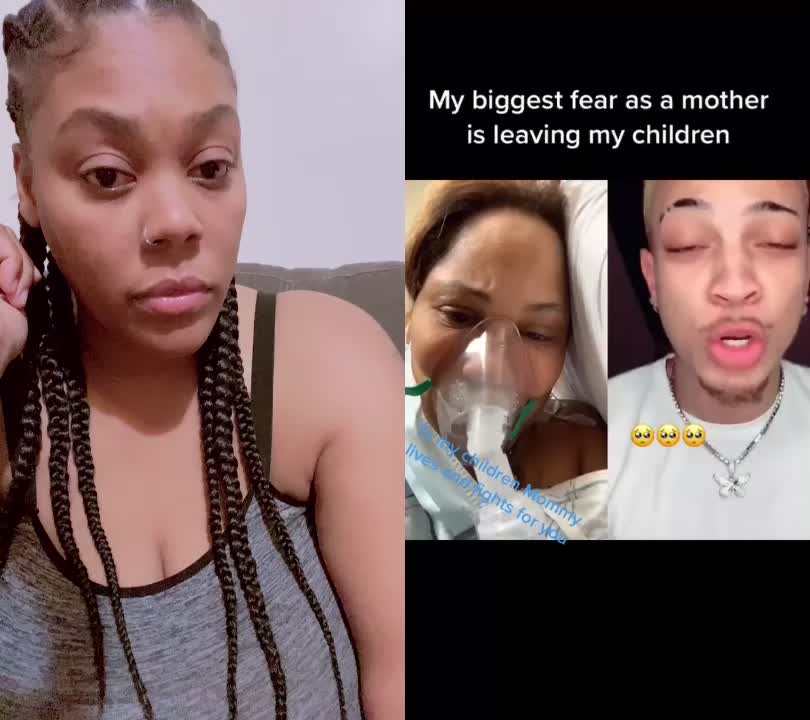 My biggest fear as a mother
is leaving my children
To my children Mommy
lives and fights for you